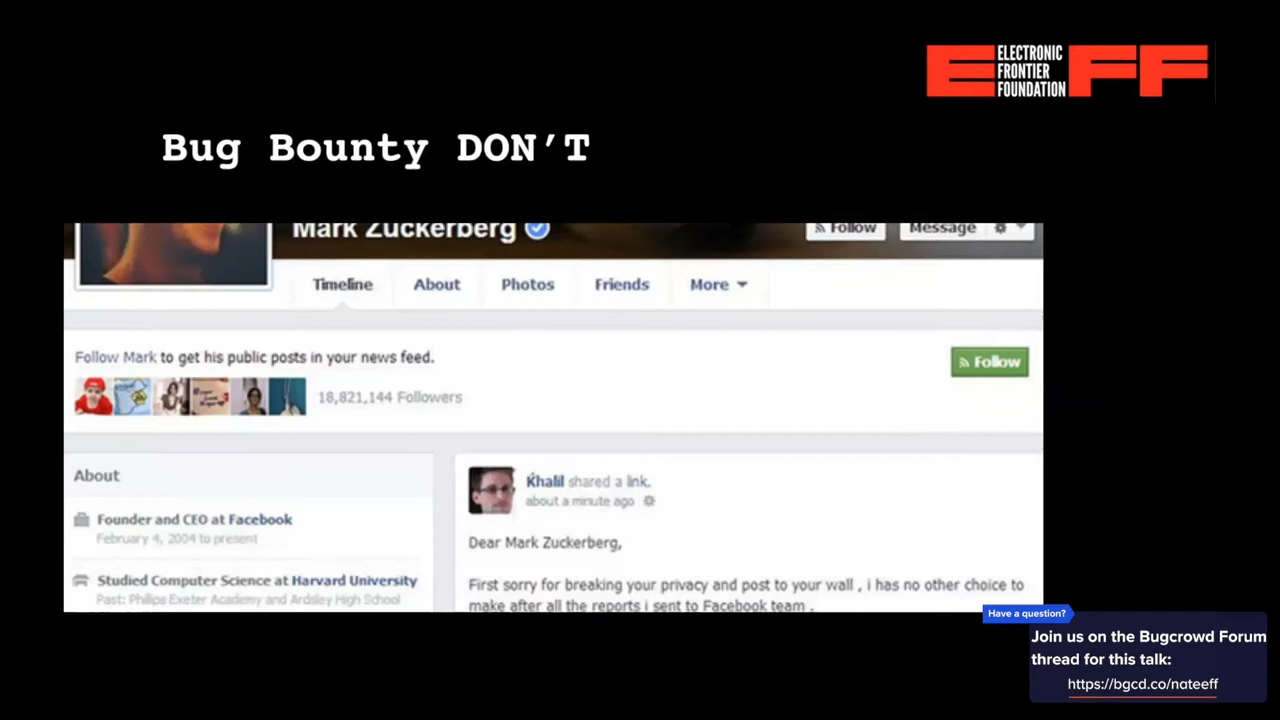 ELECTRONIC
FRONTIER
FOUNDATION
EFF
Bug Bounty DON'T
Mark Zuckerberg
Follow
Message
Timeline
About
Photos
Friends
More
Follow Mark to get his public posts in your news feed.
Follow
18,821,144 Followers
About
Founder and CEO at Facebook
February 4, 2004 to present
Studied Computer Science at Harvard University
Past: Phillips Exeter Academy and Ardsley High School
Ḱhalil shared a link.
about a minute ago
Dear Mark Zuckerberg,
First sorry for breaking your privacy and post to your wall , i has no other choice to
make after all the reports i sent to Facebook team .
Have a question?
Join us on the Bugcrowd Forum
thread for this talk:
https://bgcd.co/nateeff